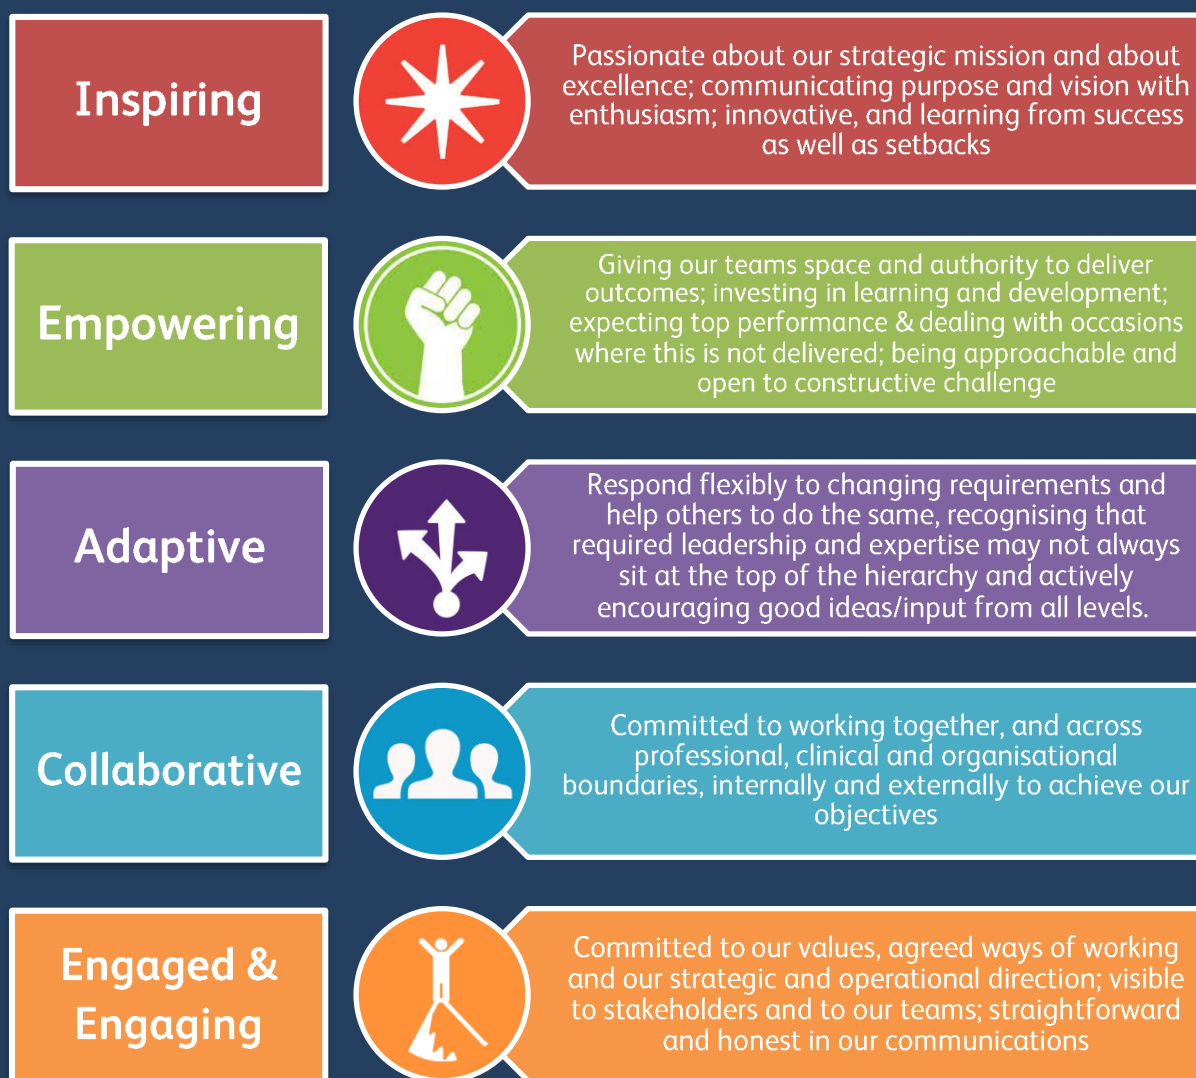 Inspiring
Passionate about our strategic mission and about
excellence; communicating purpose and vision with
enthusiasm; innovative, and learning from success
as well as setbacks
Empowering
Giving our teams space and authority to deliver
outcomes; investing in learning and development;
expecting top performance & dealing with occasions
where this is not delivered; being approachable and
open to constructive challenge
Adaptive
Respond flexibly to changing requirements and
help others to do the same, recognising that
required leadership and expertise may not always
sit at the top of the hierarchy and actively
encouraging good ideas/input from all levels.
Collaborative
Committed to working together, and across
professional, clinical and organisational
boundaries, internally and externally to achieve our
objectives
Engaged &
Engaging
Committed to our values, agreed ways of working
and our strategic and operational direction; visible
to stakeholders and to our teams; straightforward
and honest in our communications